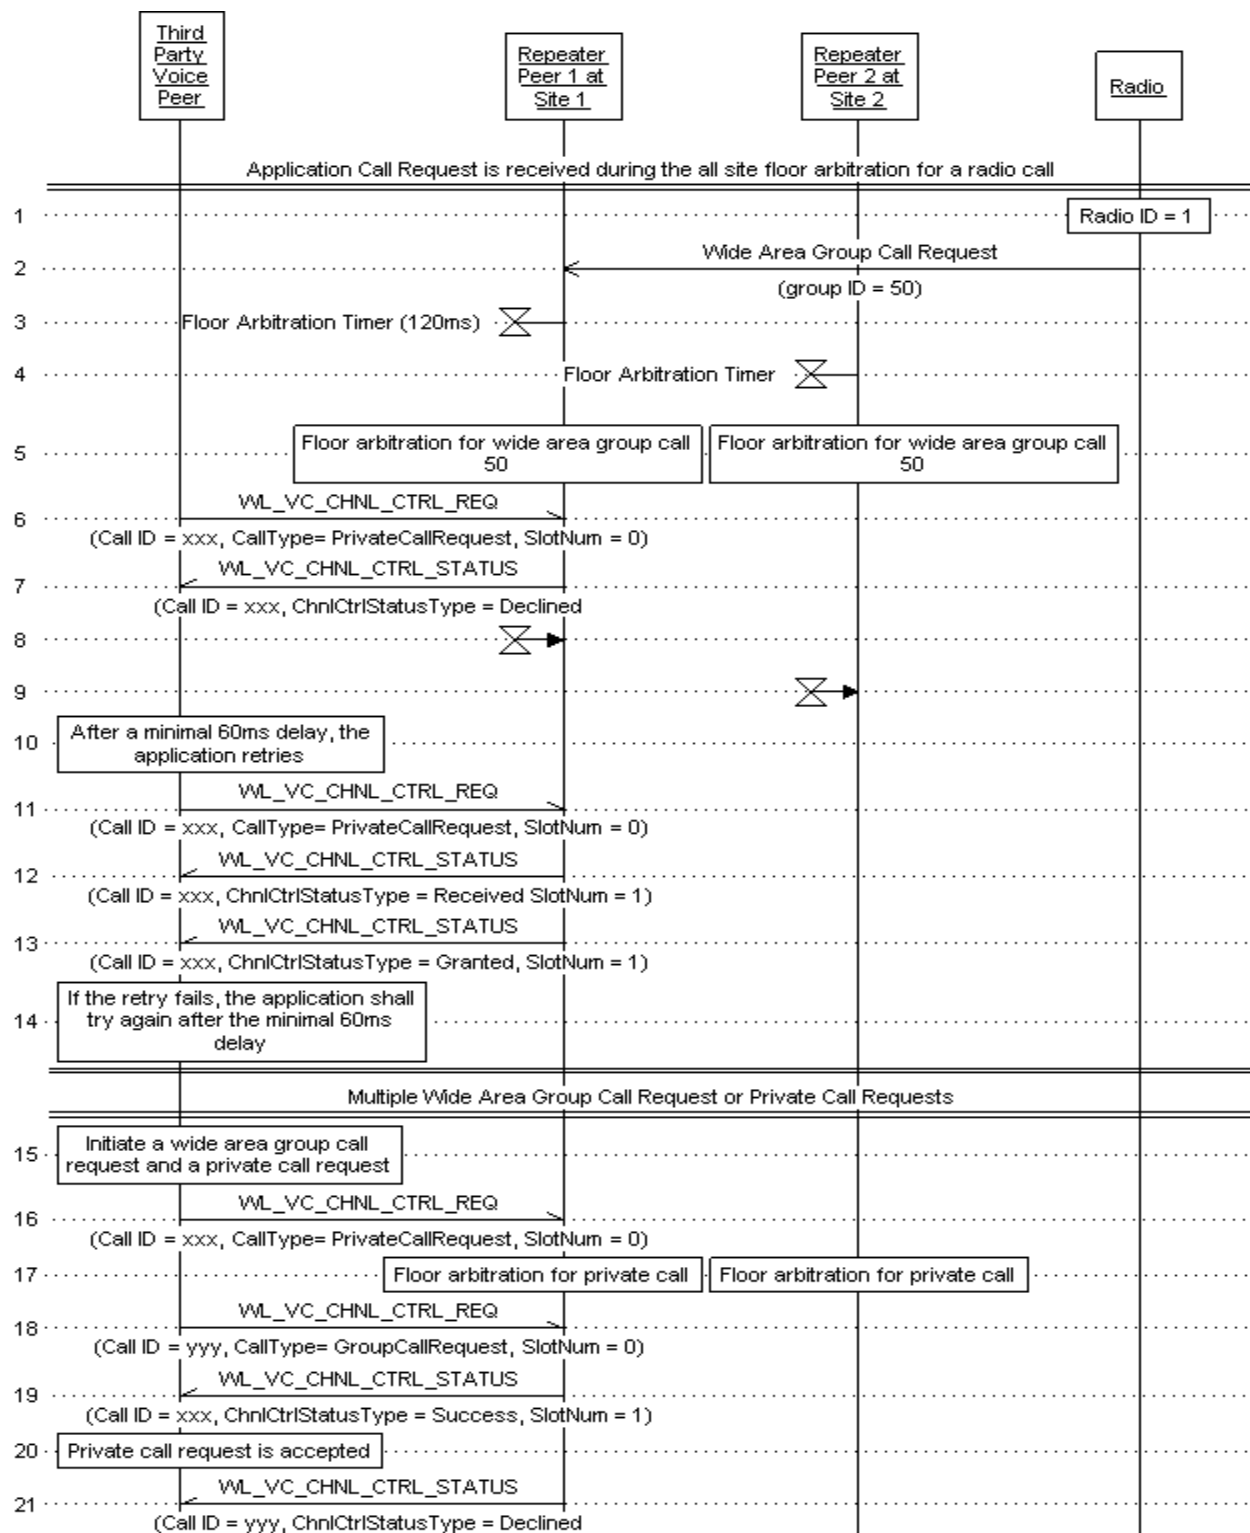 Third
Party
Voice
Peer
Repeater
Peer 1 at
Site 1
Repeater
Peer 2 at
Site 2
Radio
Application Call Request is received during the all site floor arbitration for a radio call
1
Radio ID = 1
Wide Area Group Call Request
2
(group ID = 50)
3
Floor Arbitration Timer (120ms)
4
Floor Arbitration Timer
5
Floor arbitration for wide area group call
50
Floor arbitration for wide area group call
50
WL_VC_CHNL_CTRL_REQ
6
(Call ID = xxx, CallType= PrivateCallRequest, SlotNum = 0)
WL_VC_CHNL_CTRL_STATUS
7
(Call ID = xxx, ChnlCtrlStatusType = Declined
8
9
10
After a minimal 60ms delay, the
application retries
WL_VC_CHNL_CTRL_REQ
11
(Call ID = xxx, CallType= PrivateCallRequest, SlotNum = 0)
WL_VC_CHNL_CTRL_STATUS
12
(Call ID = xxx, ChnlCtrlStatusType = Received SlotNum = 1)
WL_VC_CHNL_CTRL_STATUS
13
(Call ID = xxx, ChnlCtrlStatusType = Granted, SlotNum = 1)
14
If the retry fails, the application shall
try again after the minimal 60ms
delay
Multiple Wide Area Group Call Request or Private Call Requests
15
Initiate a wide area group call
request and a private call request
WL_VC_CHNL_CTRL_REQ
16
(Call ID = xxx, CallType= PrivateCallRequest, SlotNum = 0)
17
Floor arbitration for private call
Floor arbitration for private call
WL_VC_CHNL_CTRL_REQ
18
(Call ID = yyy, CallType= GroupCallRequest, SlotNum = 0)
WL_VC_CHNL_CTRL_STATUS
19
(Call ID = xxx, ChnlCtrlStatusType = Success, SlotNum = 1)
20
Private call request is accepted
WL_VC_CHNL_CTRL_STATUS
21
(Call ID = yyy, ChnlCtrlStatusType = Declined